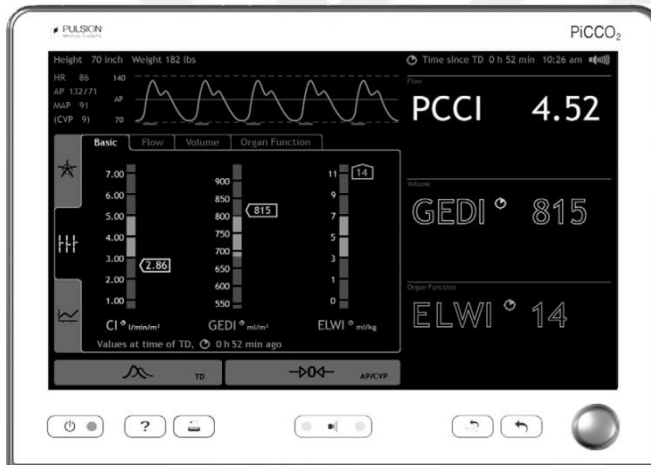 PULSION
PiCCO2
Height 70 inch Weight 182 lbs
Time since TD 0 h 52 min 10:26 am
HR 86
AP 132/71
MAP 91
(CVP 9)
140
AP
70
Flow
PCCI 4.52
Basic Flow Volume Organ Function
7.00
6.00
5.00
4.00
3.00
2.00
1.00
2.86
CI l/min/m²
900
850
800
750
700
650
600
550
815
GEDI ml/m²
11
9
7
5
3
1
0
14
ELWI ml/kg
Values at time of TD, 0 h 52 min ago
Volume
GEDI 815
Organ Function
ELWI 14
TD
AP/CVP
?